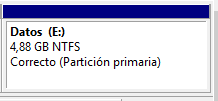 Datos (E:)
4,88 GB NTFS
Correcto (Partición primaria)